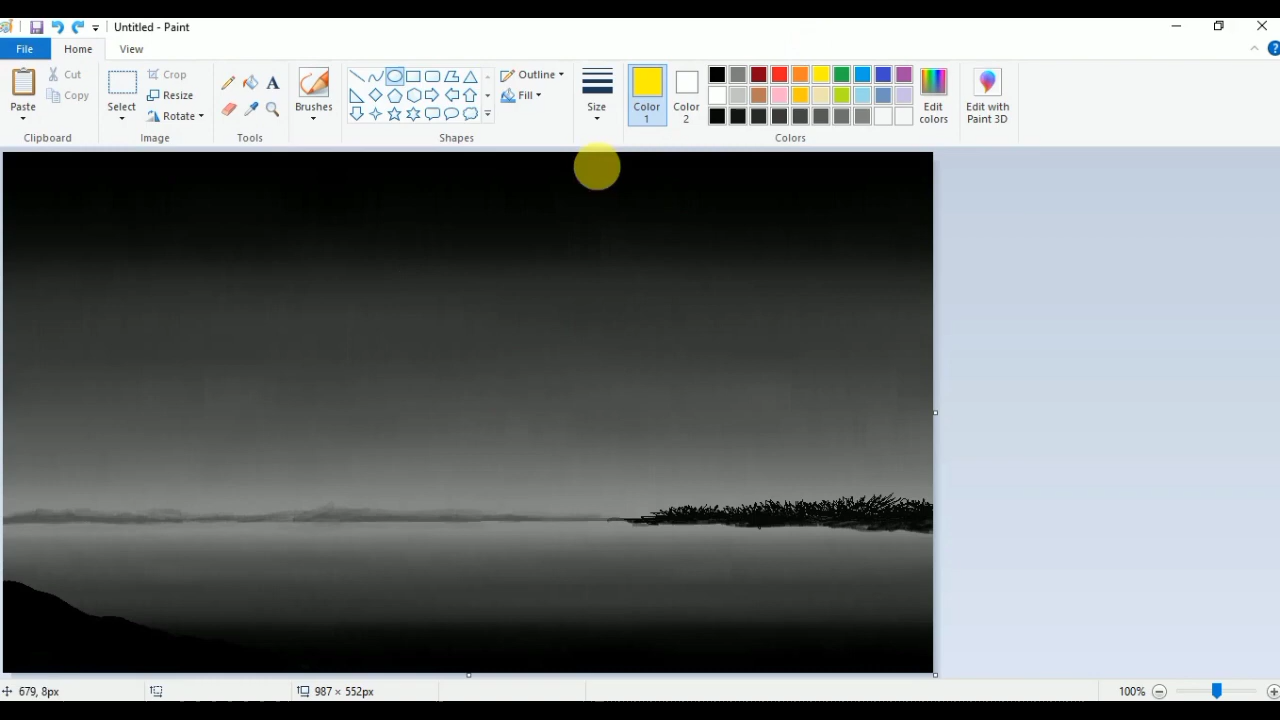 Untitled - Paint
File Home View
Paste
Cut
Copy
Clipboard
Select
Crop
Resize
Rotate
Image
Tools
Brushes
Outline
Fill
Shapes
Size
Color 1
Color 2
Edit colors
Colors
Edit with Paint 3D
679, 8px
987 × 552px
100%